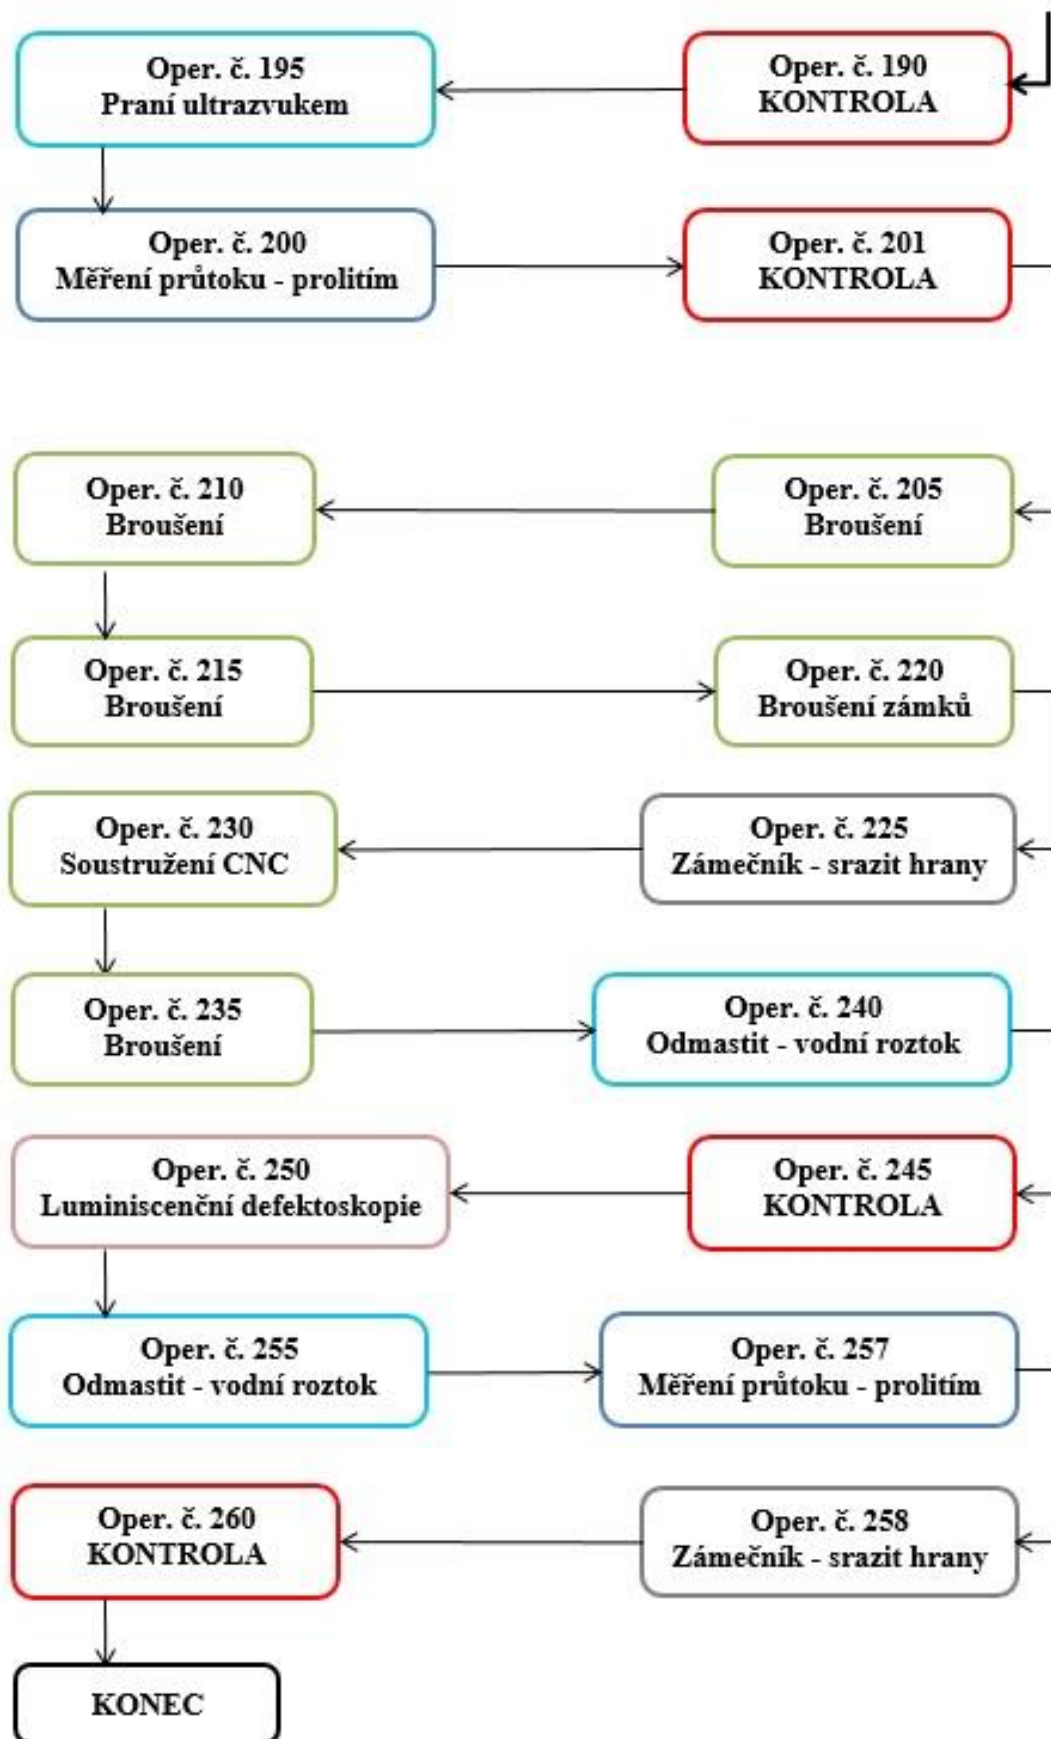 Oper. č. 195
Praní ultrazvukem
Oper. č. 190
KONTROLA
Oper. č. 200
Měření průtoku - prolitím
Oper. č. 201
KONTROLA
Oper. č. 210
Broušení
Oper. č. 205
Broušení
Oper. č. 215
Broušení
Oper. č. 220
Broušení zámků
Oper. č. 230
Soustružení CNC
Oper. č. 225
Zámečník - srazit hrany
Oper. č. 235
Broušení
Oper. č. 240
Odmastit - vodní roztok
Oper. č. 250
Luminiscenční defektoskopie
Oper. č. 245
KONTROLA
Oper. č. 255
Odmastit - vodní roztok
Oper. č. 257
Měření průtoku - prolitím
Oper. č. 260
KONTROLA
Oper. č. 258
Zámečník - srazit hrany
KONEC